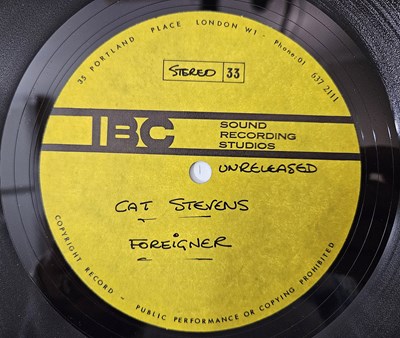 35 PORTLAND PLACE LONDON W1 - Phone: 01 637 2111
STEREO 33
IBC
SOUND
RECORDING
STUDIOS
UNRELEASED
CAT STEVENS
FOREIGNER
COPYRIGHT RECORD - PUBLIC PERFORMANCE OR COPYING PROHIBITED